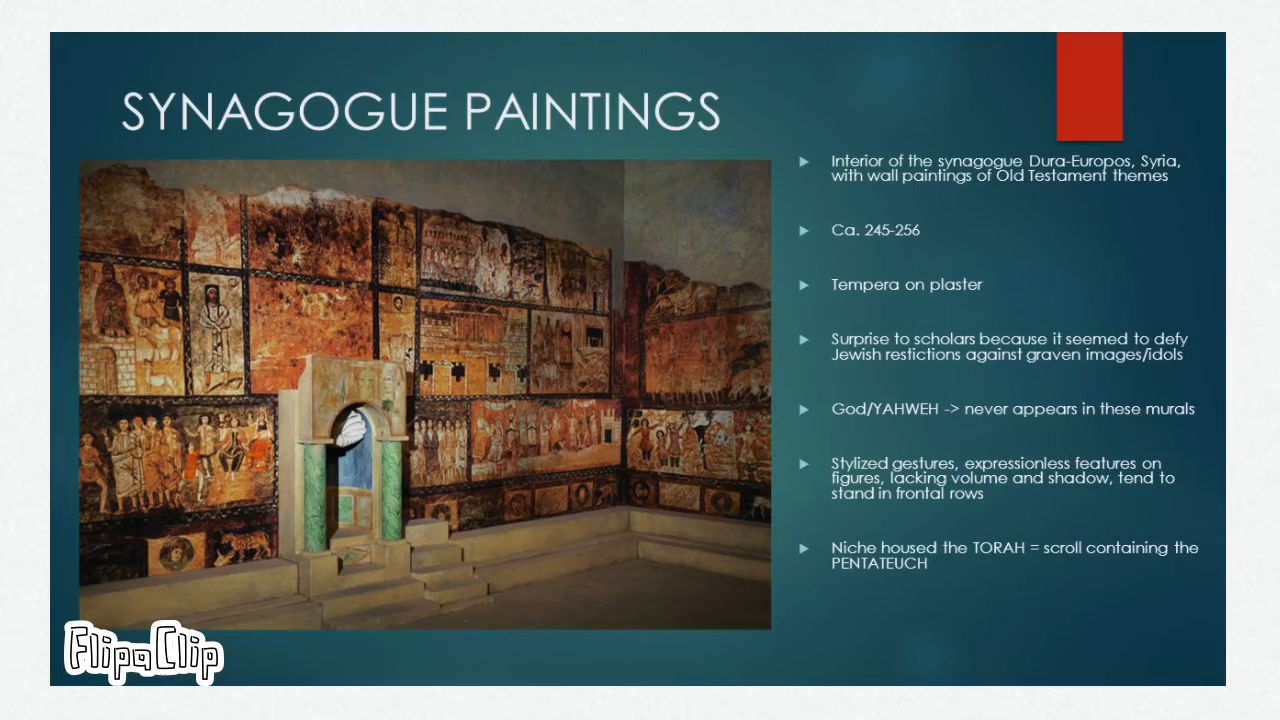 SYNAGOGUE PAINTINGS
Interior of the synagogue Dura-Europos, Syria,
with wall paintings of Old Testament themes
Ca. 245-256
Tempera on plaster
Surprise to scholars because it seemed to defy
Jewish restictions against graven images/idols
God/YAHWEH -> never appears in these murals
Stylized gestures, expressionless features on
figures, lacking volume and shadow, tend to
stand in frontal rows
Niche housed the TORAH = scroll containing the
PENTATEUCH
FlipaClip